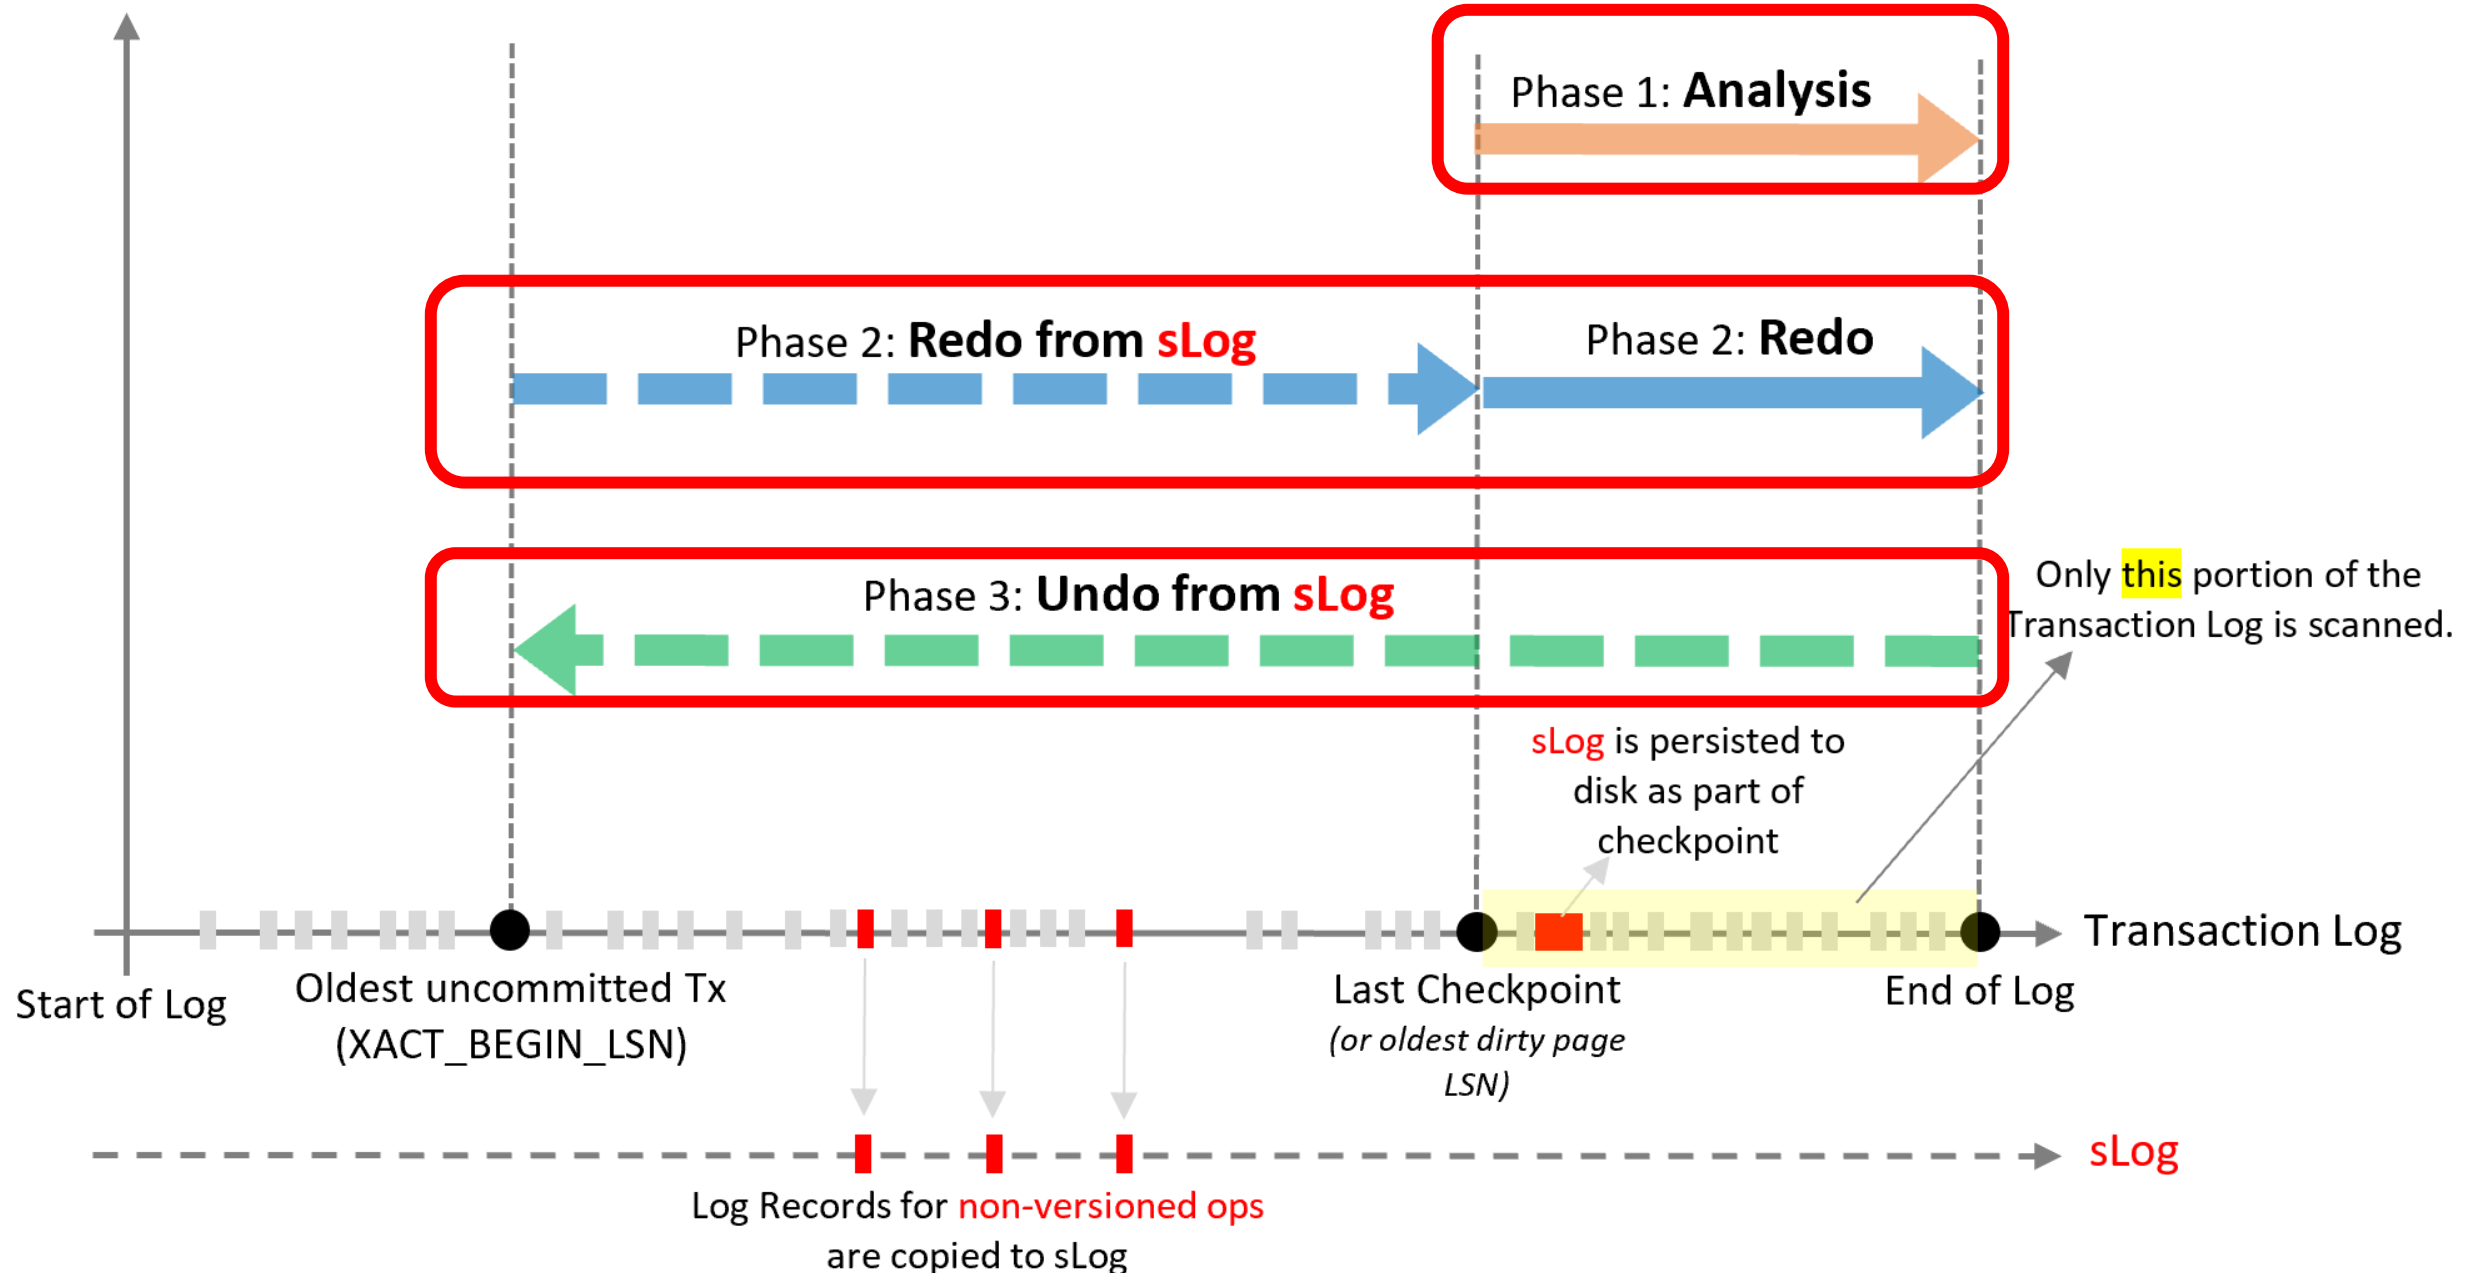 Phase 1: Analysis
Phase 2: Redo from sLog
Phase 2: Redo
Phase 3: Undo from sLog
Only this portion of the
Transaction Log is scanned.
sLog is persisted to
disk as part of
checkpoint
Transaction Log
Start of Log
Oldest uncommitted Tx
(XACT_BEGIN_LSN)
Last Checkpoint
(or oldest dirty page
LSN)
End of Log
sLog
Log Records for non-versioned ops
are copied to sLog